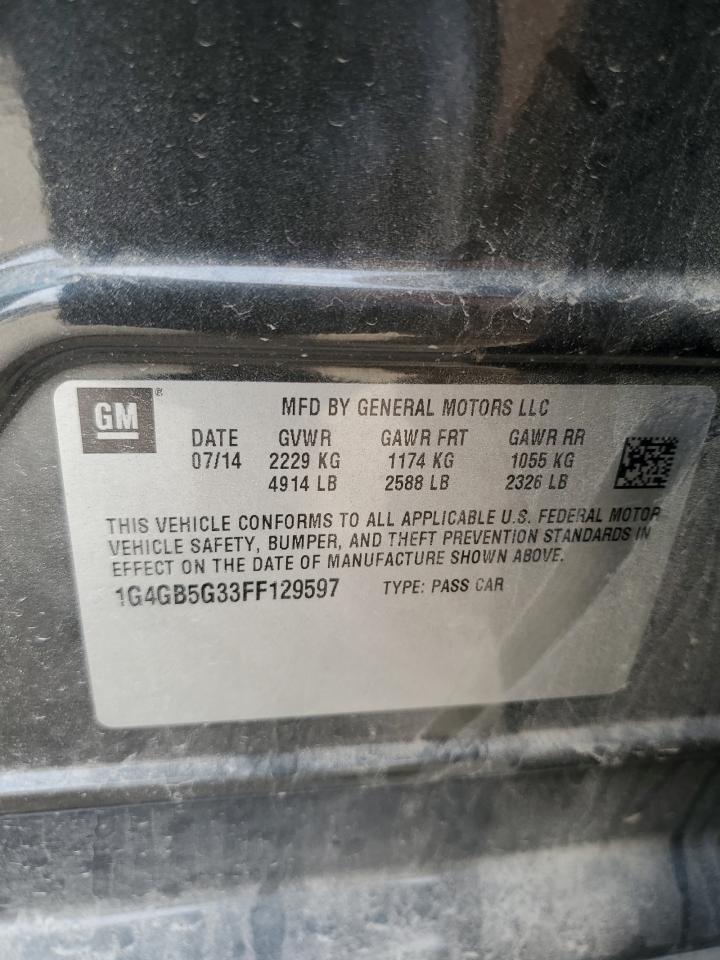 GM ® MFD BY GENERAL MOTORS LLC
DATE GVWR GAWR FRT GAWR RR
07/14 2229 KG 1174 KG 1055 KG
4914 LB 2588 LB 2326 LB
THIS VEHICLE CONFORMS TO ALL APPLICABLE U.S. FEDERAL MOTOR
VEHICLE SAFETY, BUMPER, AND THEFT PREVENTION STANDARDS IN
EFFECT ON THE DATE OF MANUFACTURE SHOWN ABOVE.
1G4GB5G33FF129597 TYPE: PASS CAR